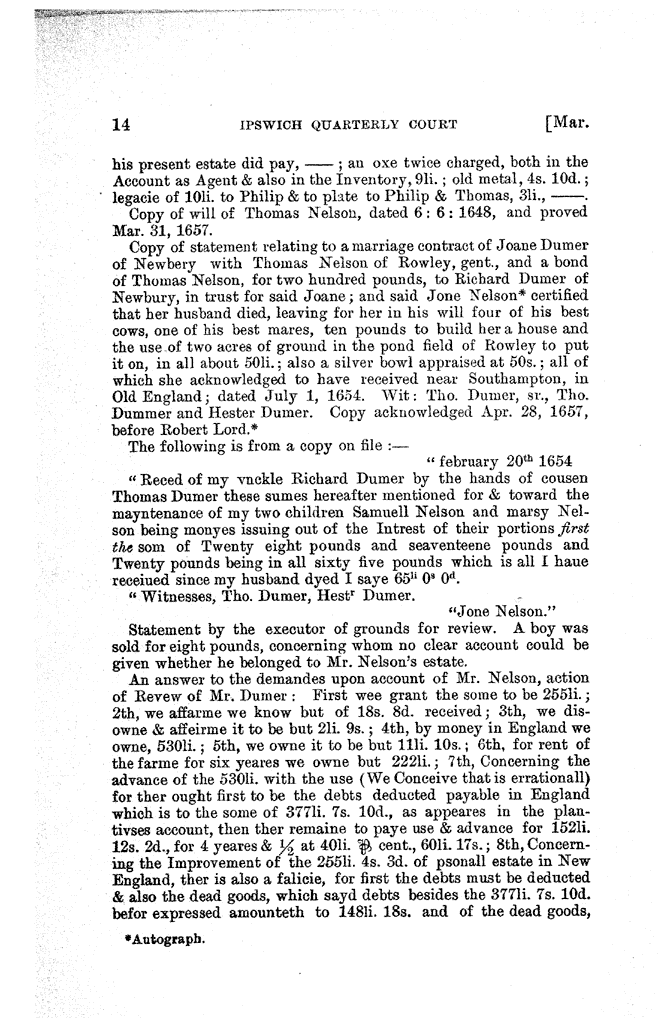 14 IPSWICH QUARTERLY COURT [Mar.
his present estate did pay, —— ; an oxe twice charged, both in the
Account as Agent & also in the Inventory, 9li. ; old metal, 4s. 10d. ;
legacie of 10li. to Philip & to plate to Philip & Thomas, 3li., ——.
Copy of will of Thomas Nelson, dated 6 : 6 : 1648, and proved
Mar. 31, 1657.
Copy of statement relating to a marriage contract of Joane Dumer
of Newbery with Thomas Nelson of Rowley, gent., and a bond
of Thomas Nelson, for two hundred pounds, to Richard Dumer of
Newbury, in trust for said Joane ; and said Jone Nelson* certified
that her husband died, leaving for her in his will four of his best
cows, one of his best mares, ten pounds to build her a house and
the use of two acres of ground in the pond field of Rowley to put
it on, in all about 50li. ; also a silver bowl appraised at 50s. ; all of
which she acknowledged to have received near Southampton, in
Old England ; dated July 1, 1654. Wit : Tho. Dumer, sr., Tho.
Dummer and Hester Dumer. Copy acknowledged Apr. 28, 1657,
before Robert Lord.*
The following is from a copy on file :—
“ february 20th 1654
“ Reced of my vnckle Richard Dumer by the hands of cousen
Thomas Dumer these sumes hereafter mentioned for & toward the
mayntenance of my two children Samuell Nelson and marsy Nel-
son being monyes issuing out of the Intrest of their portions first
the som of Twenty eight pounds and seaventeene pounds and
Twenty pounds being in all sixty five pounds which is all I haue
receiued since my husband dyed I saye 65li 0s 0d.
“ Witnesses, Tho. Dumer, Hestr Dumer.
“Jone Nelson.”
Statement by the executor of grounds for review. A boy was
sold for eight pounds, concerning whom no clear account could be
given whether he belonged to Mr. Nelson’s estate.
An answer to the demandes upon account of Mr. Nelson, action
of Revew of Mr. Dumer : First wee grant the some to be 255li. ;
2th, we affarme we know but of 18s. 8d. received ; 3th, we dis-
owne & affeirme it to be but 2li. 9s. ; 4th, by money in England we
owne, 530li. ; 5th, we owne it to be but 11li. 10s. ; 6th, for rent of
the farme for six yeares we owne but 222li. ; 7th, Concerning the
advance of the 530li. with the use (We Conceive that is errationall)
for ther ought first to be the debts deducted payable in England
which is to the some of 377li. 7s. 10d., as appeares in the plan-
tivses account, then ther remaine to paye use & advance for 152li.
12s. 2d., for 4 yeares & ½ at 40li. ⅌ cent., 60li. 17s. ; 8th, Concern-
ing the Improvement of the 255li. 4s. 3d. of psonall estate in New
England, ther is also a falicie, for first the debts must be deducted
& also the dead goods, which sayd debts besides the 377li. 7s. 10d.
befor expressed amounteth to 148li. 18s. and of the dead goods,
*Autograph.